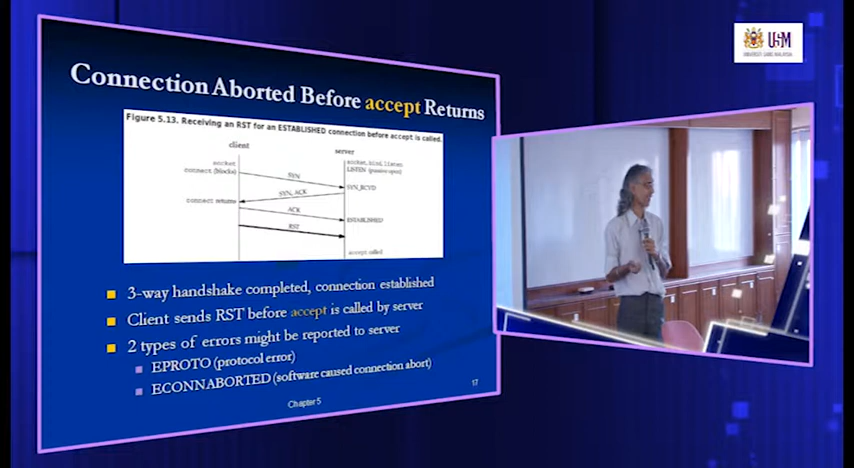 USM
UNIVERSITI SAINS MALAYSIA
Connection Aborted Before accept Returns
Figure 5.13. Receiving an RST for an ESTABLISHED connection before accept is called.
client
server
socket
connect (blocks)
socket, bind, listen
LISTEN (passive open)
SYN
SYN_RCVD
SYN, ACK
connect returns
ACK
ESTABLISHED
RST
accept called
3-way handshake completed, connection established
Client sends RST before accept is called by server
2 types of errors might be reported to server
EPROTO (protocol error)
ECONNABORTED (software caused connection abort)
17
Chapter 5